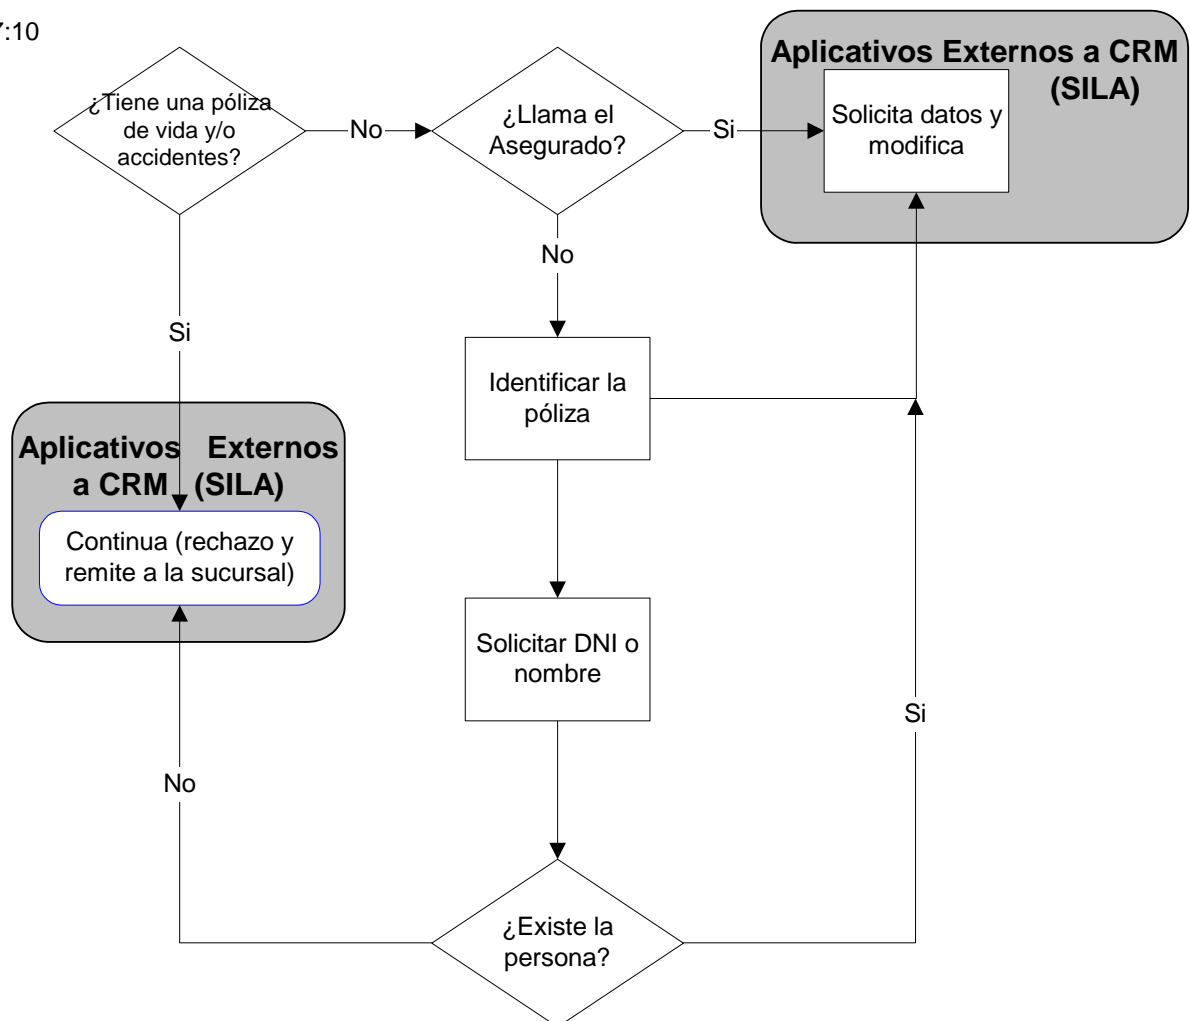 7:10
Aplicativos Externos a CRM
(SILA)
¿Tiene una póliza
de vida y/o
accidentes?
No
¿Llama el
Asegurado?
Si
Solicita datos y
modifica
No
Si
Identificar la
póliza
Aplicativos Externos
a CRM (SILA)
Continua (rechazo y
remite a la sucursal)
Solicitar DNI o
nombre
Si
No
¿Existe la
persona?